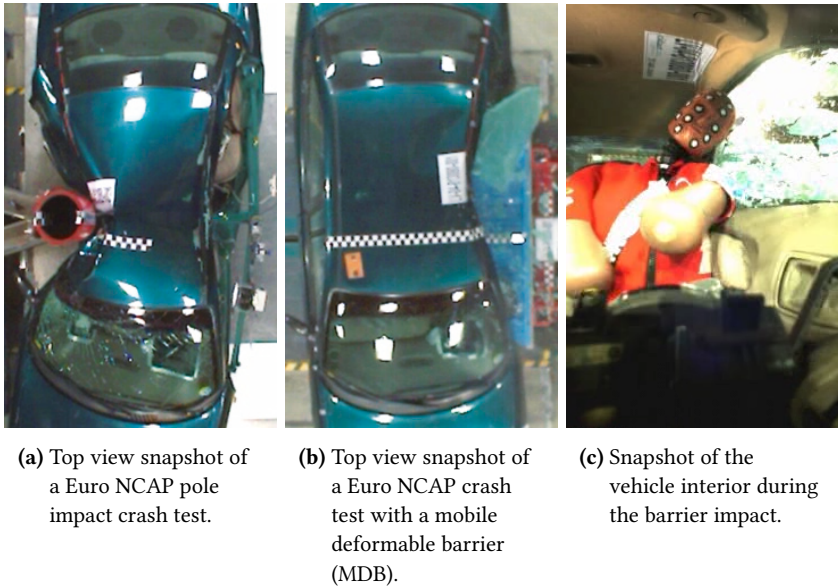 (a) Top view snapshot of
a Euro NCAP pole
impact crash test.
(b) Top view snapshot of
a Euro NCAP crash
test with a mobile
deformable barrier
(MDB).
(c) Snapshot of the
vehicle interior during
the barrier impact.